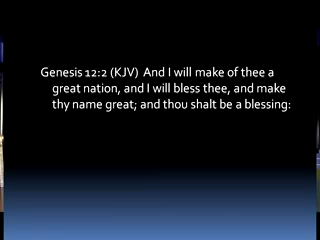 Genesis 12:2 (KJV)  And I will make of thee a
great nation, and I will bless thee, and make
thy name great; and thou shalt be a blessing: